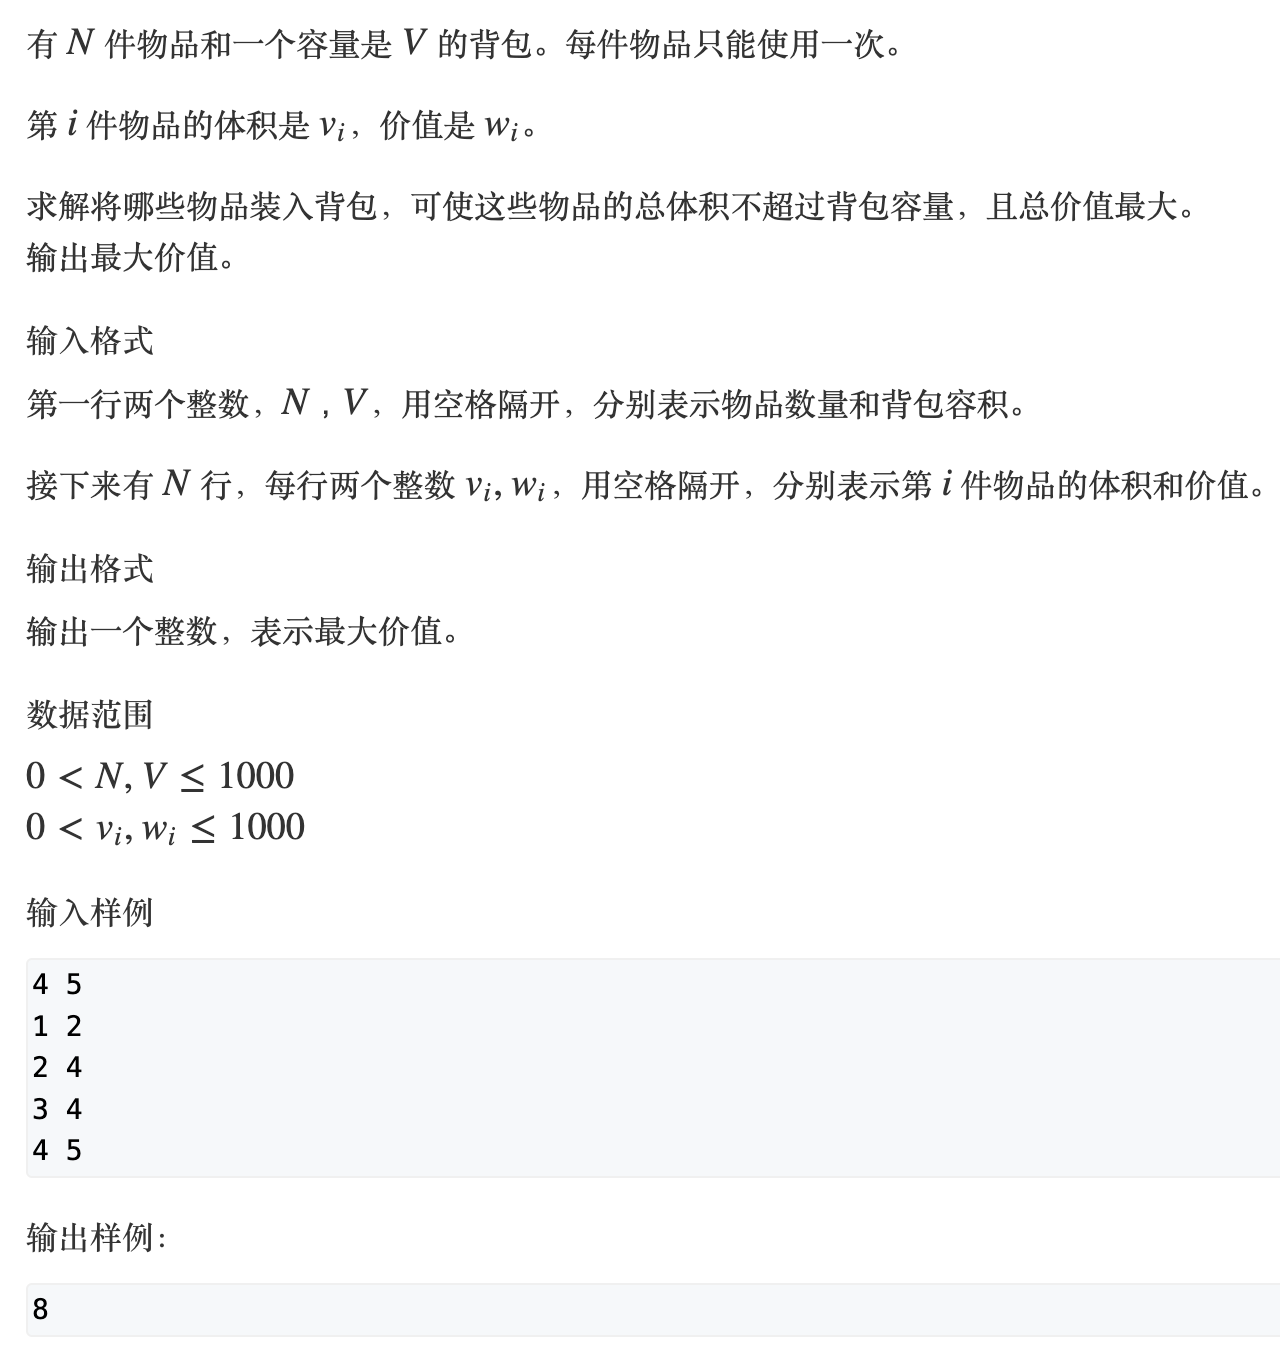 有 N 件物品和一个容量是 V 的背包。每件物品只能使用一次。
第 i 件物品的体积是 vᵢ，价值是 wᵢ。
求解将哪些物品装入背包，可使这些物品的总体积不超过背包容量，且总价值最大。
输出最大价值。
输入格式
第一行两个整数，N，V，用空格隔开，分别表示物品数量和背包容积。
接下来有 N 行，每行两个整数 vᵢ, wᵢ，用空格隔开，分别表示第 i 件物品的体积和价值。
输出格式
输出一个整数，表示最大价值。
数据范围
0 < N, V ≤ 1000
0 < vᵢ, wᵢ ≤ 1000
输入样例
4 5
1 2
2 4
3 4
4 5
输出样例：
8